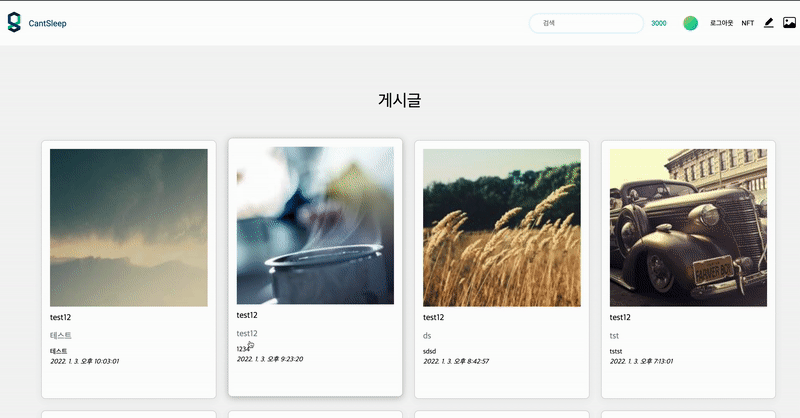 CantSleep
검색
3000
로그아웃
NFT
게시글
test12
테스트
테스트
2022. 1. 3. 오후 10:03:01
test12
test12
1234
2022. 1. 3. 오후 9:23:20
test12
ds
sdsd
2022. 1. 3. 오후 8:42:57
FARMER BOY
test12
tst
tstst
2022. 1. 3. 오후 7:13:01